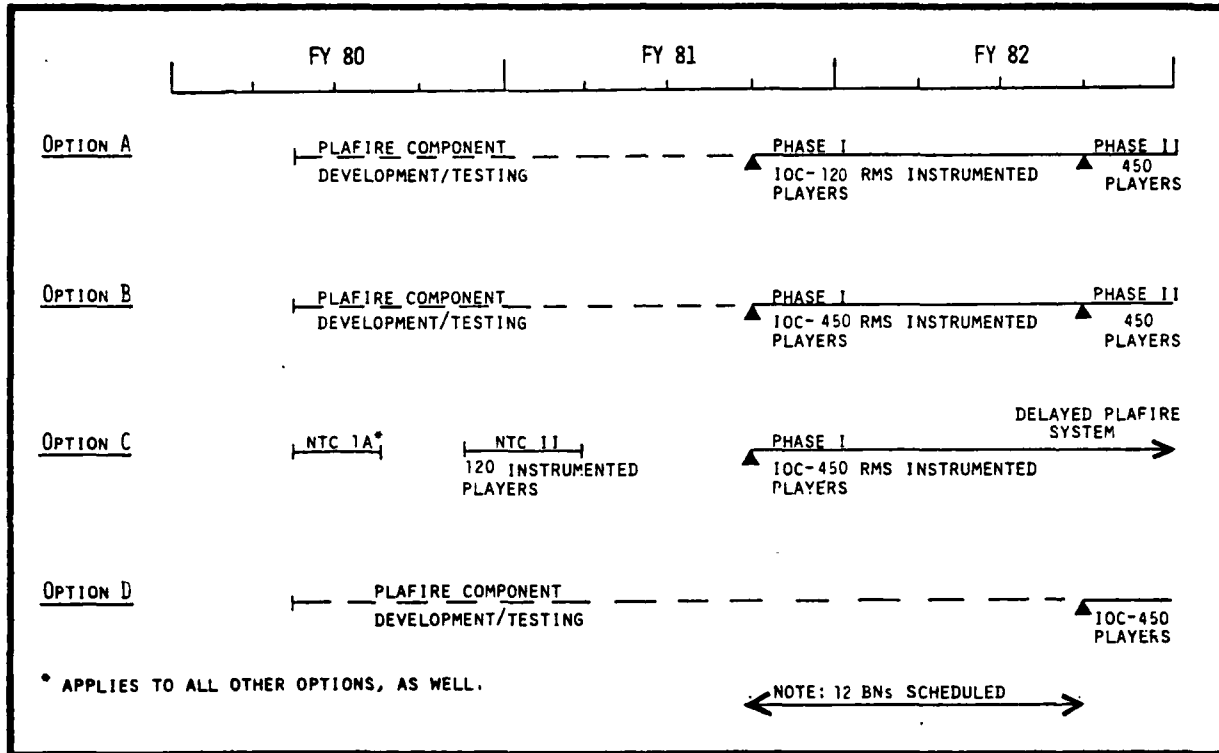 FY 80 FY 81 FY 82
OPTION A
PLAFIRE COMPONENT
DEVELOPMENT/TESTING
PHASE I
IOC-120 RMS INSTRUMENTED
PLAYERS
PHASE II
450
PLAYERS
OPTION B
PLAFIRE COMPONENT
DEVELOPMENT/TESTING
PHASE I
IOC-450 RMS INSTRUMENTED
PLAYERS
PHASE II
450
PLAYERS
OPTION C
NTC 1A*
NTC II
120 INSTRUMENTED
PLAYERS
PHASE I
IOC-450 RMS INSTRUMENTED
PLAYERS
DELAYED PLAFIRE
SYSTEM
OPTION D
PLAFIRE COMPONENT
DEVELOPMENT/TESTING
IOC-450
PLAYERS
* APPLIES TO ALL OTHER OPTIONS, AS WELL.
NOTE: 12 BNs SCHEDULED